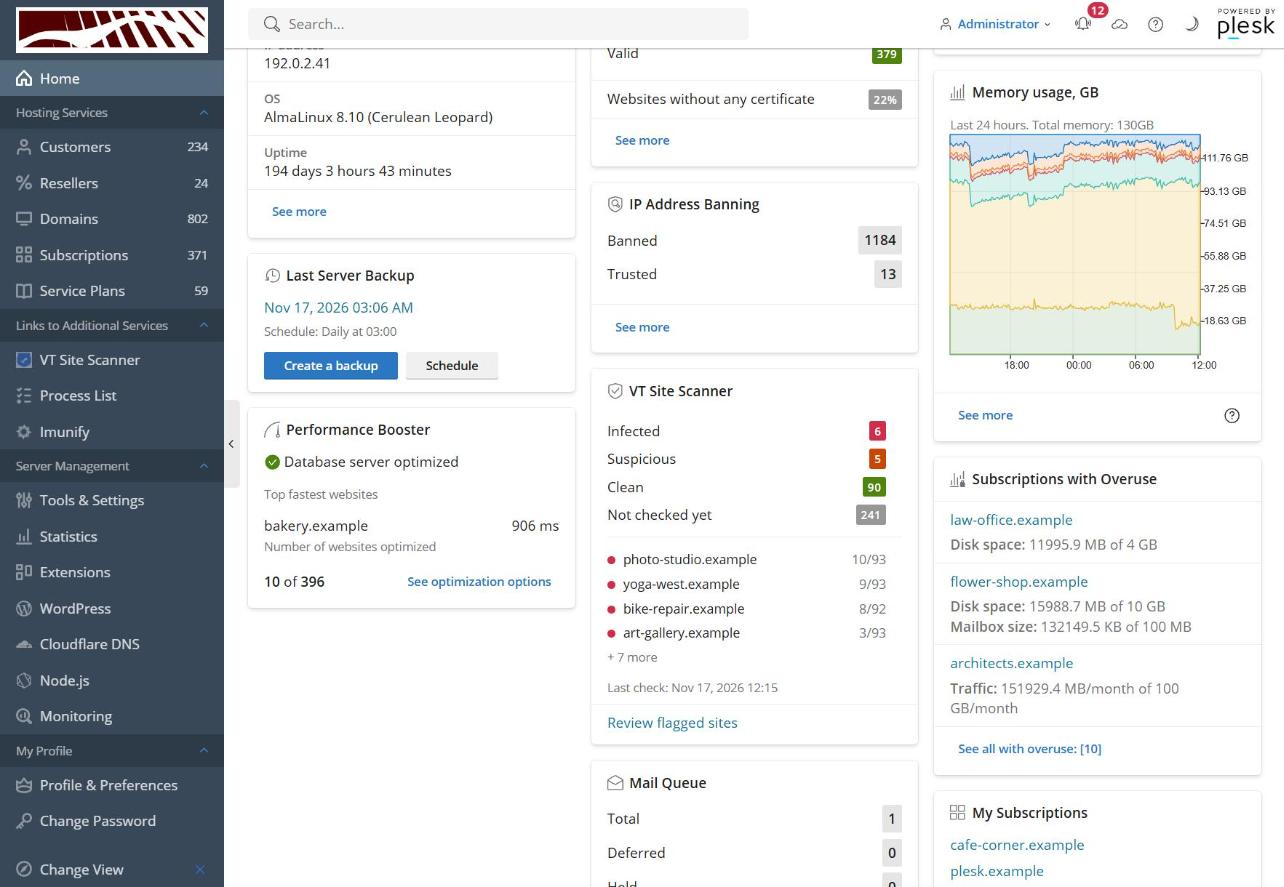 Search...
Administrator
12
POWERED BY
plesk
Home
Hosting Services
Customers 234
Resellers 24
Domains 802
Subscriptions 371
Service Plans 59
Links to Additional Services
VT Site Scanner
Process List
Imunify
Server Management
Tools & Settings
Statistics
Extensions
WordPress
Cloudflare DNS
Node.js
Monitoring
My Profile
Profile & Preferences
Change Password
Change View
192.0.2.41
OS
AlmaLinux 8.10 (Cerulean Leopard)
Uptime
194 days 3 hours 43 minutes
See more
Last Server Backup
Nov 17, 2026 03:06 AM
Schedule: Daily at 03:00
Create a backup Schedule
Performance Booster
Database server optimized
Top fastest websites
bakery.example 906 ms
Number of websites optimized
10 of 396 See optimization options
Valid 379
Websites without any certificate 22%
See more
IP Address Banning
Banned 1184
Trusted 13
See more
VT Site Scanner
Infected 6
Suspicious 5
Clean 90
Not checked yet 241
photo-studio.example 10/93
yoga-west.example 9/93
bike-repair.example 8/92
art-gallery.example 3/93
+ 7 more
Last check: Nov 17, 2026 12:15
Review flagged sites
Mail Queue
Total 1
Deferred 0
Memory usage, GB
Last 24 hours. Total memory: 130GB
111.76 GB
93.13 GB
74.51 GB
55.88 GB
37.25 GB
18.63 GB
18:00 00:00 06:00 12:00
See more
Subscriptions with Overuse
law-office.example
Disk space: 11995.9 MB of 4 GB
flower-shop.example
Disk space: 15988.7 MB of 10 GB
Mailbox size: 132149.5 KB of 100 MB
architects.example
Traffic: 151929.4 MB/month of 100
GB/month
See all with overuse: [10]
My Subscriptions
cafe-corner.example
plesk.example